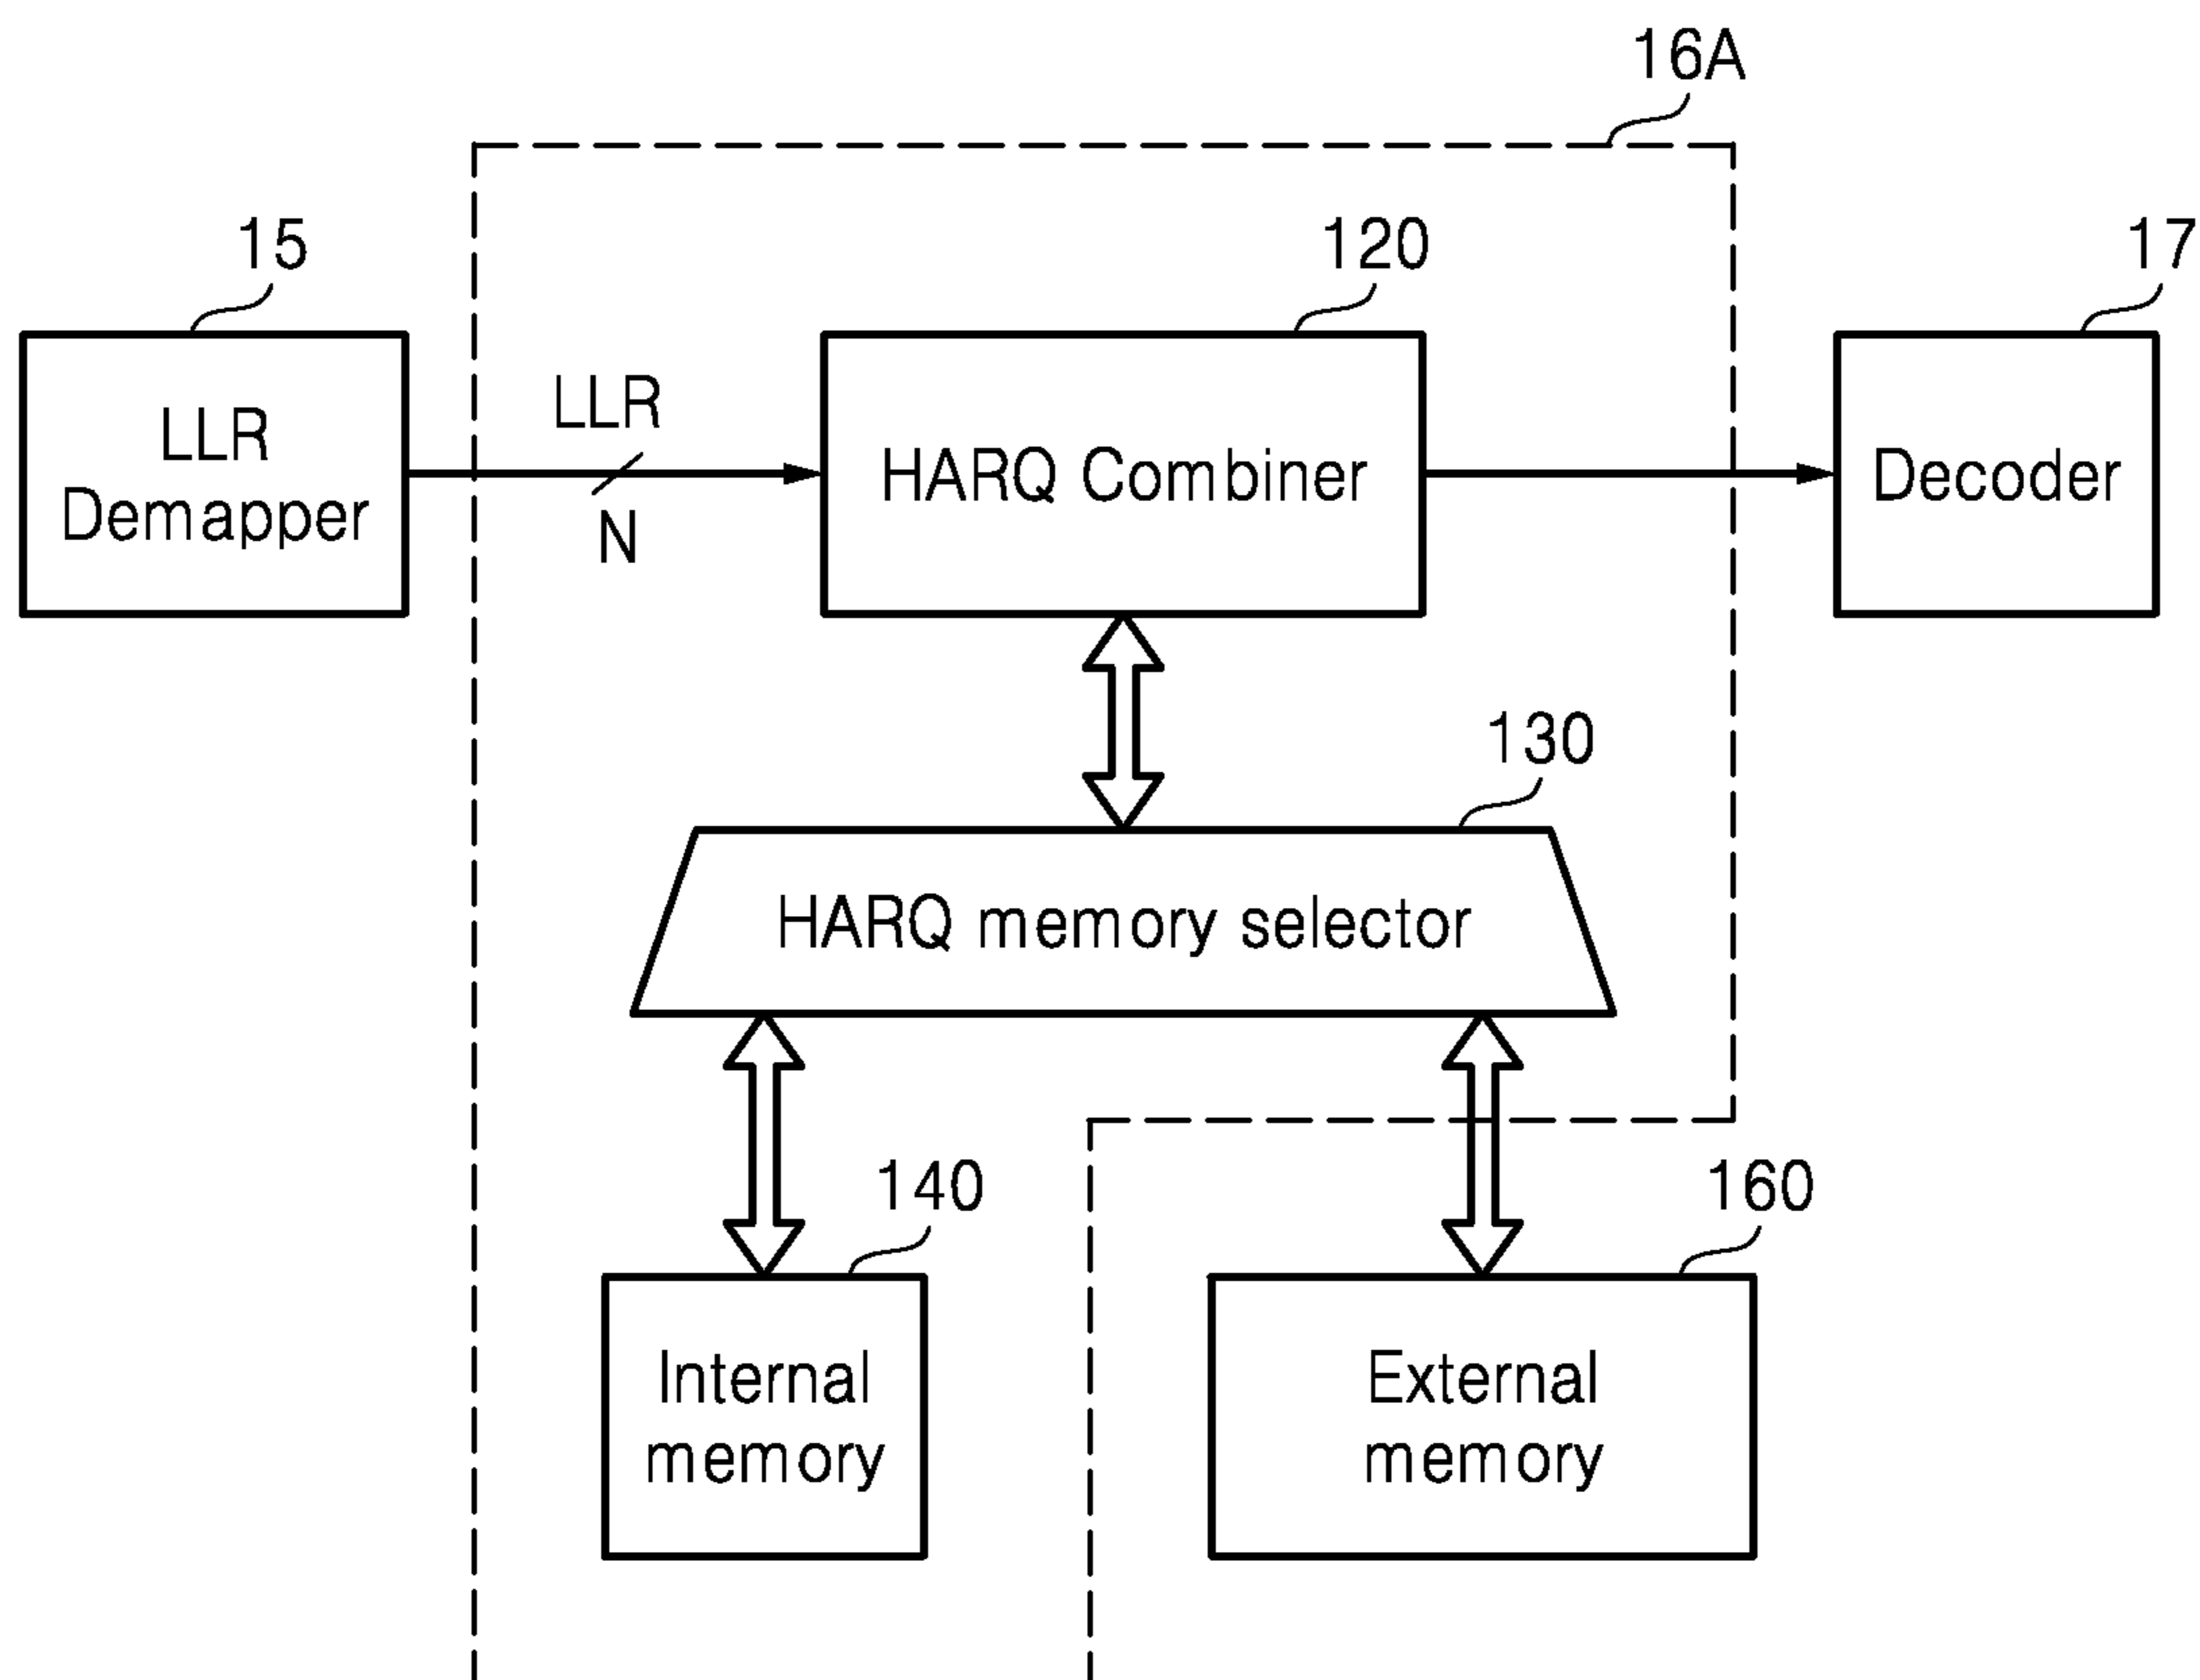 16A
15
120
17
LLR
Demapper
LLR
N
HARQ Combiner
Decoder
130
HARQ memory selector
140
160
Internal
memory
External
memory